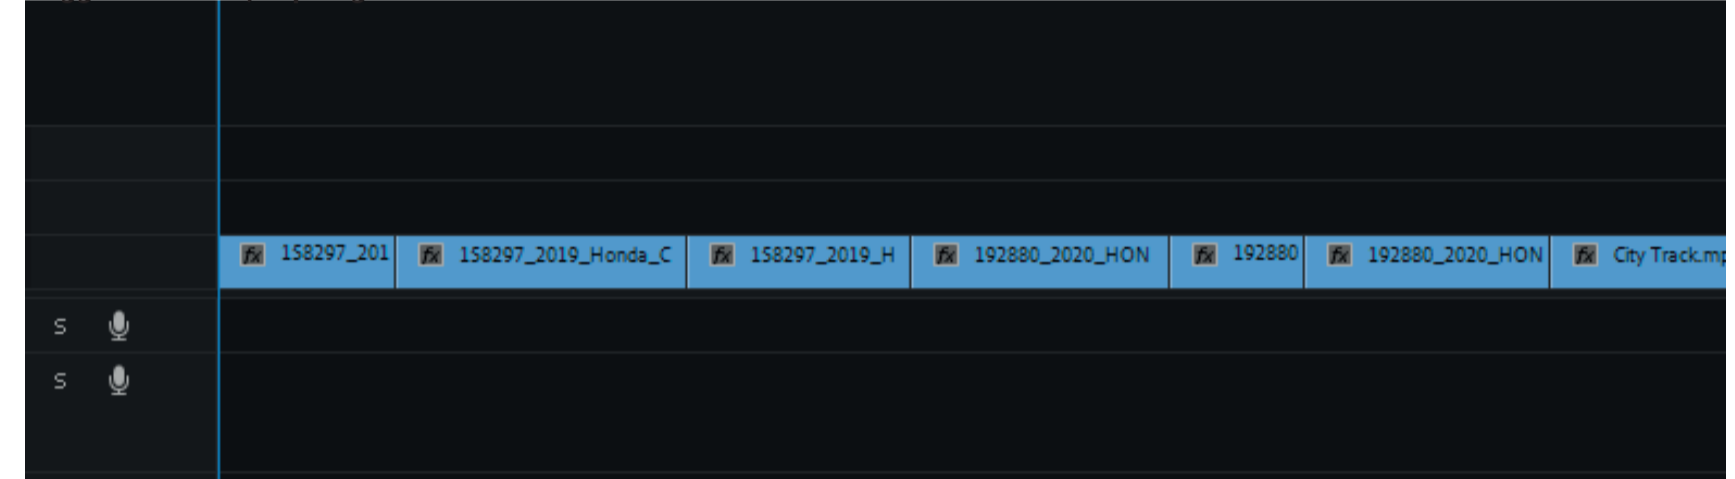 fx 158297_201
fx 158297_2019_Honda_C
fx 158297_2019_H
fx 192880_2020_HON
fx 192880
fx 192880_2020_HON
fx City Track.mp
S
S